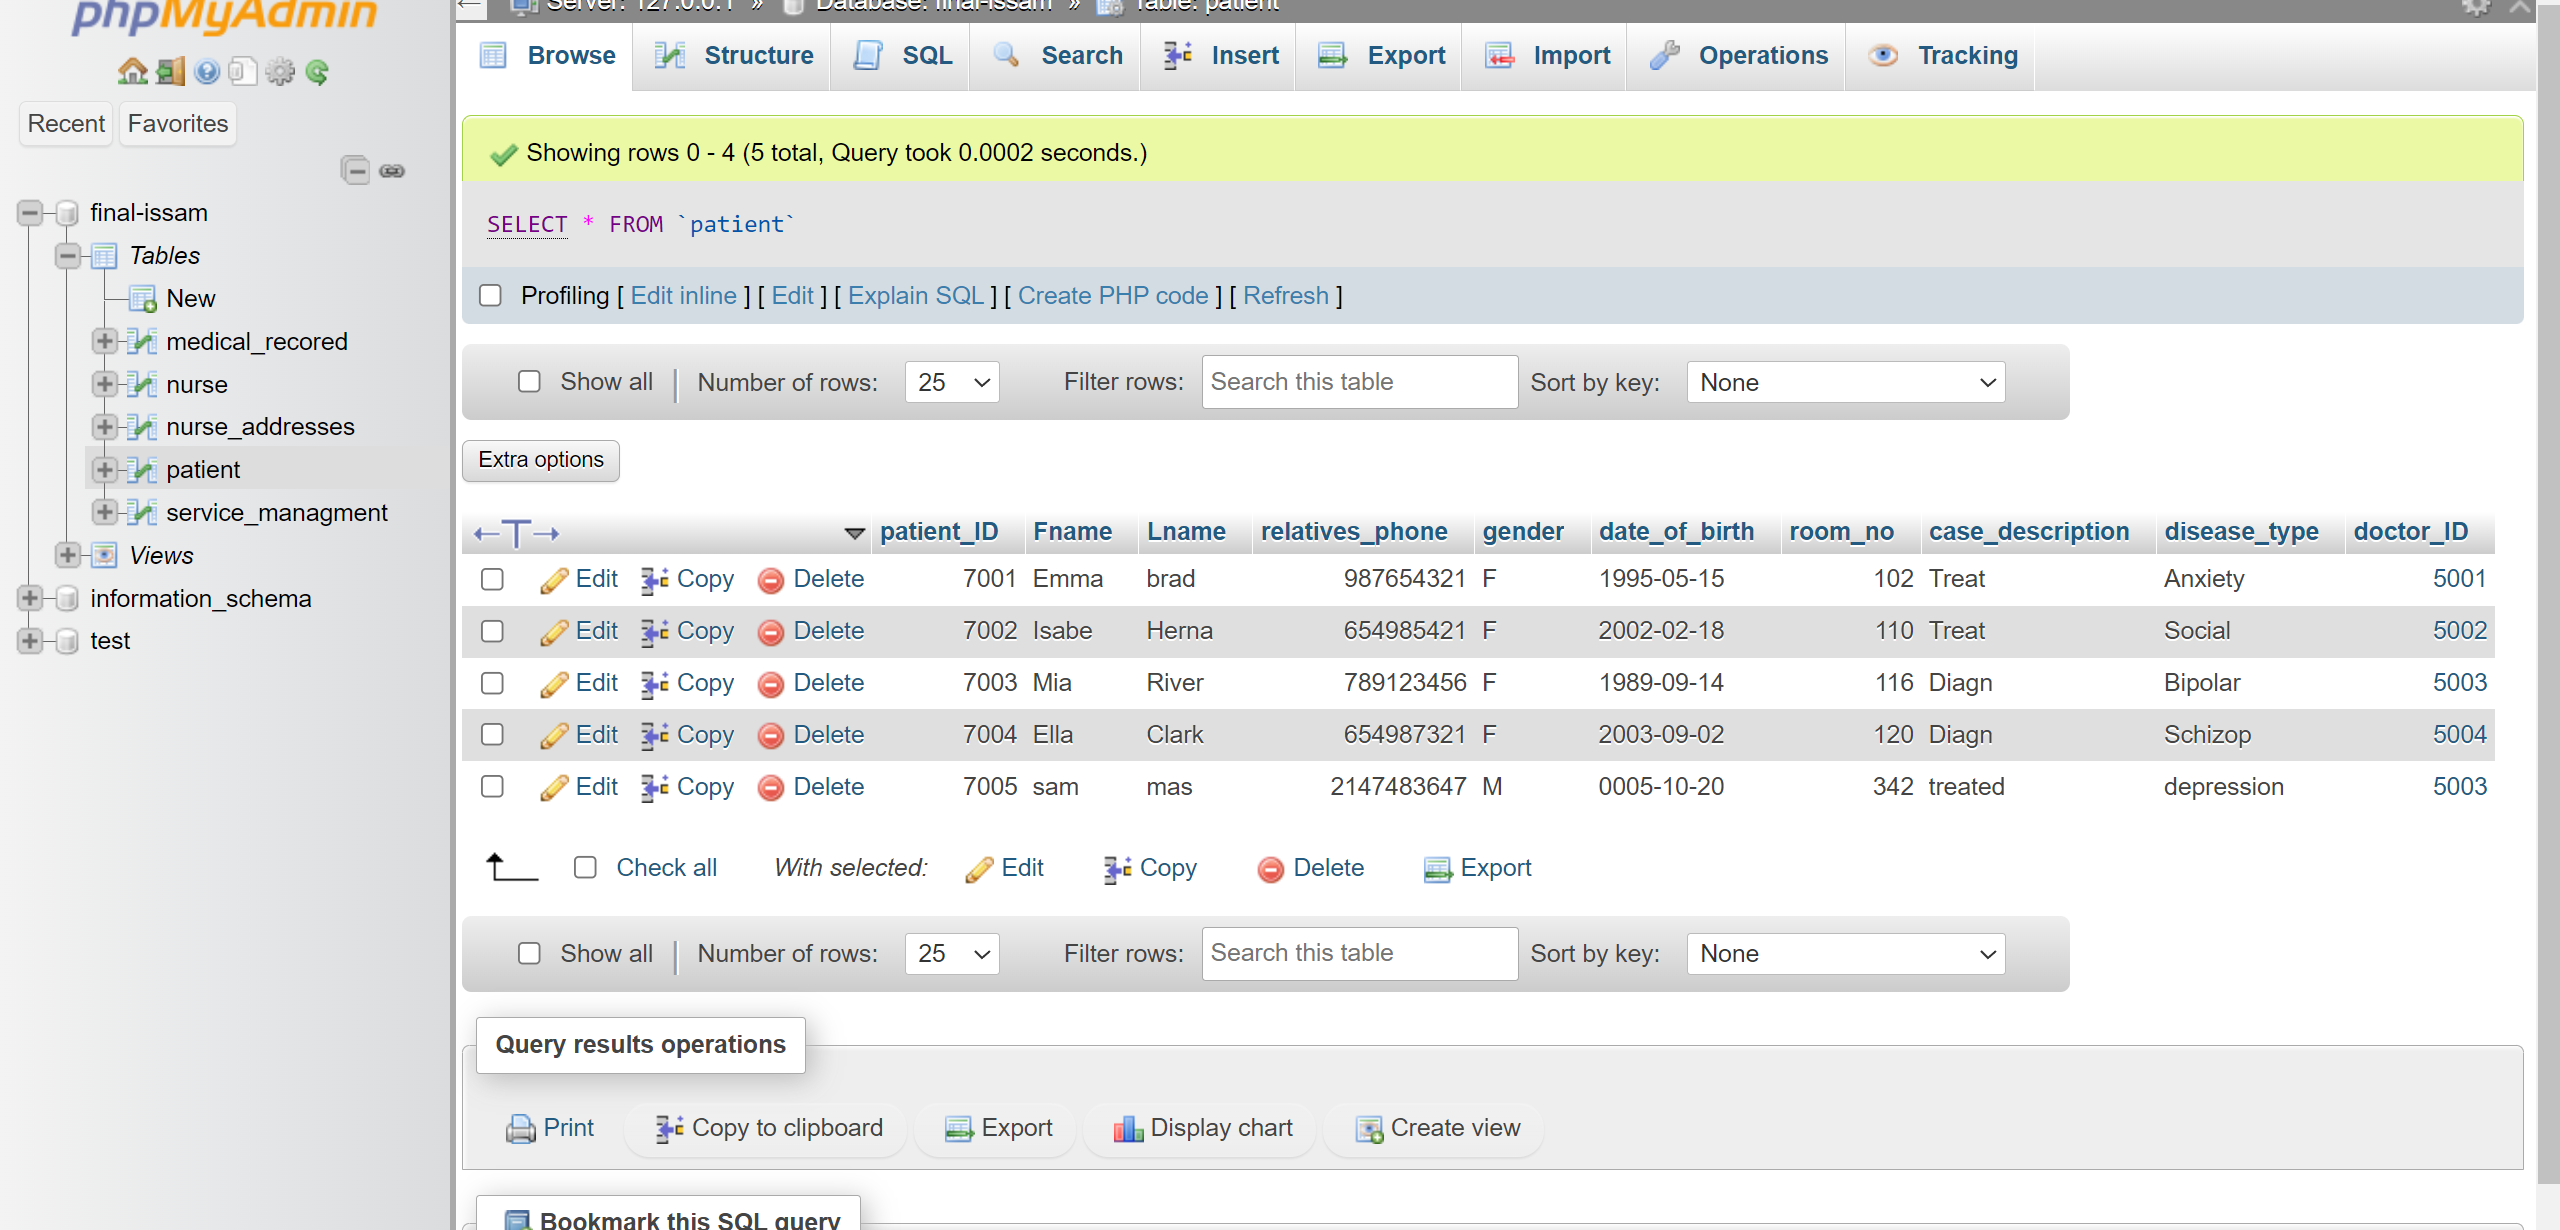 phpMyAdmin
Server: 127.0.0.1 » Database: final-issam » Table: patient
Browse Structure SQL Search Insert Export Import Operations Tracking
Recent Favorites
final-issam
Tables
New
medical_recored
nurse
nurse_addresses
patient
service_managment
Views
information_schema
test
Showing rows 0 - 4 (5 total, Query took 0.0002 seconds.)
SELECT * FROM `patient`
Profiling [ Edit inline ] [ Edit ] [ Explain SQL ] [ Create PHP code ] [ Refresh ]
Show all | Number of rows: 25 Filter rows: Search this table Sort by key: None
Extra options
←T→ patient_ID Fname Lname relatives_phone gender date_of_birth room_no case_description disease_type doctor_ID
Edit Copy Delete 7001 Emma brad 987654321 F 1995-05-15 102 Treat Anxiety 5001
Edit Copy Delete 7002 Isabe Herna 654985421 F 2002-02-18 110 Treat Social 5002
Edit Copy Delete 7003 Mia River 789123456 F 1989-09-14 116 Diagn Bipolar 5003
Edit Copy Delete 7004 Ella Clark 654987321 F 2003-09-02 120 Diagn Schizop 5004
Edit Copy Delete 7005 sam mas 2147483647 M 0005-10-20 342 treated depression 5003
Check all With selected: Edit Copy Delete Export
Show all | Number of rows: 25 Filter rows: Search this table Sort by key: None
Query results operations
Print Copy to clipboard Export Display chart Create view
Bookmark this SQL query